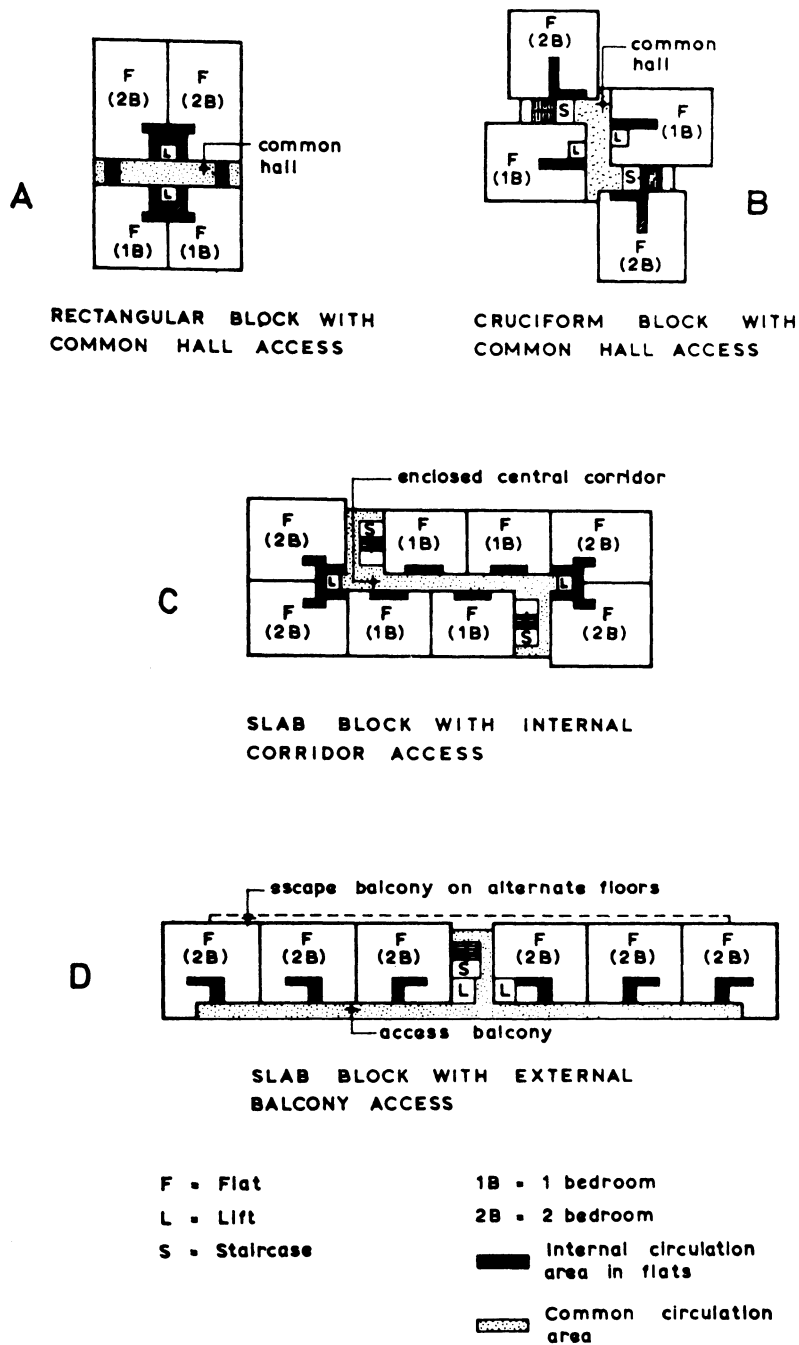 A
F
(2B)
F
(2B)
L
common
hall
L
F
(1B)
F
(1B)
RECTANGULAR BLOCK WITH
COMMON HALL ACCESS
B
F
(2B)
common
hall
S
F
(1B)
L
L
F
(1B)
S
F
(2B)
CRUCIFORM BLOCK WITH
COMMON HALL ACCESS
C
enclosed central corridor
F
(2B)
S
F
(1B)
F
(1B)
F
(2B)
L
L
F
(2B)
F
(1B)
F
(1B)
S
F
(2B)
SLAB BLOCK WITH INTERNAL
CORRIDOR ACCESS
D
escape balcony on alternate floors
F
(2B)
F
(2B)
F
(2B)
S
L
L
F
(2B)
F
(2B)
F
(2B)
access balcony
SLAB BLOCK WITH EXTERNAL
BALCONY ACCESS
F = Flat
L = Lift
S = Staircase
1B = 1 bedroom
2B = 2 bedroom
Internal circulation
area in flats
Common circulation
area